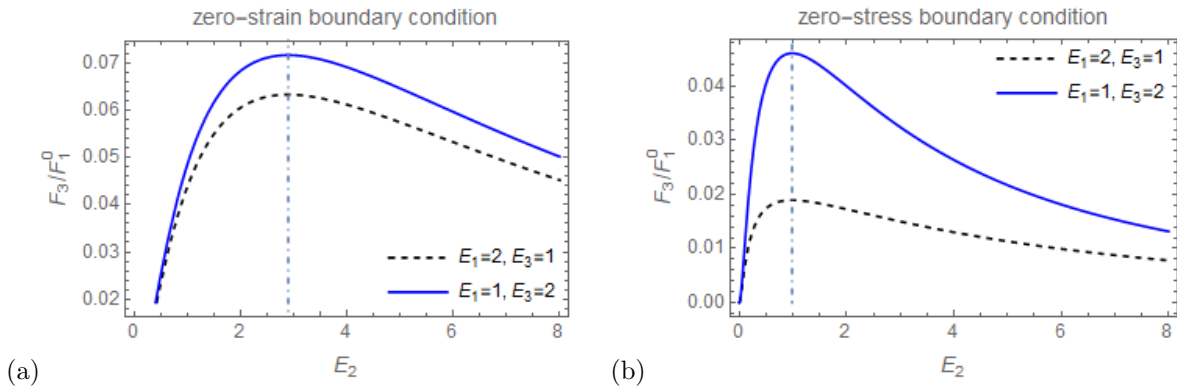 zero-strain boundary condition
0.07
0.06
0.05
0.04
0.03
0.02
F₃/F₁⁰
E₁=2, E₃=1
E₁=1, E₃=2
0 2 4 6 8
E₂
(a)
zero-stress boundary condition
0.04
0.03
0.02
0.01
0.00
F₃/F₁⁰
E₁=2, E₃=1
E₁=1, E₃=2
0 2 4 6 8
E₂
(b)